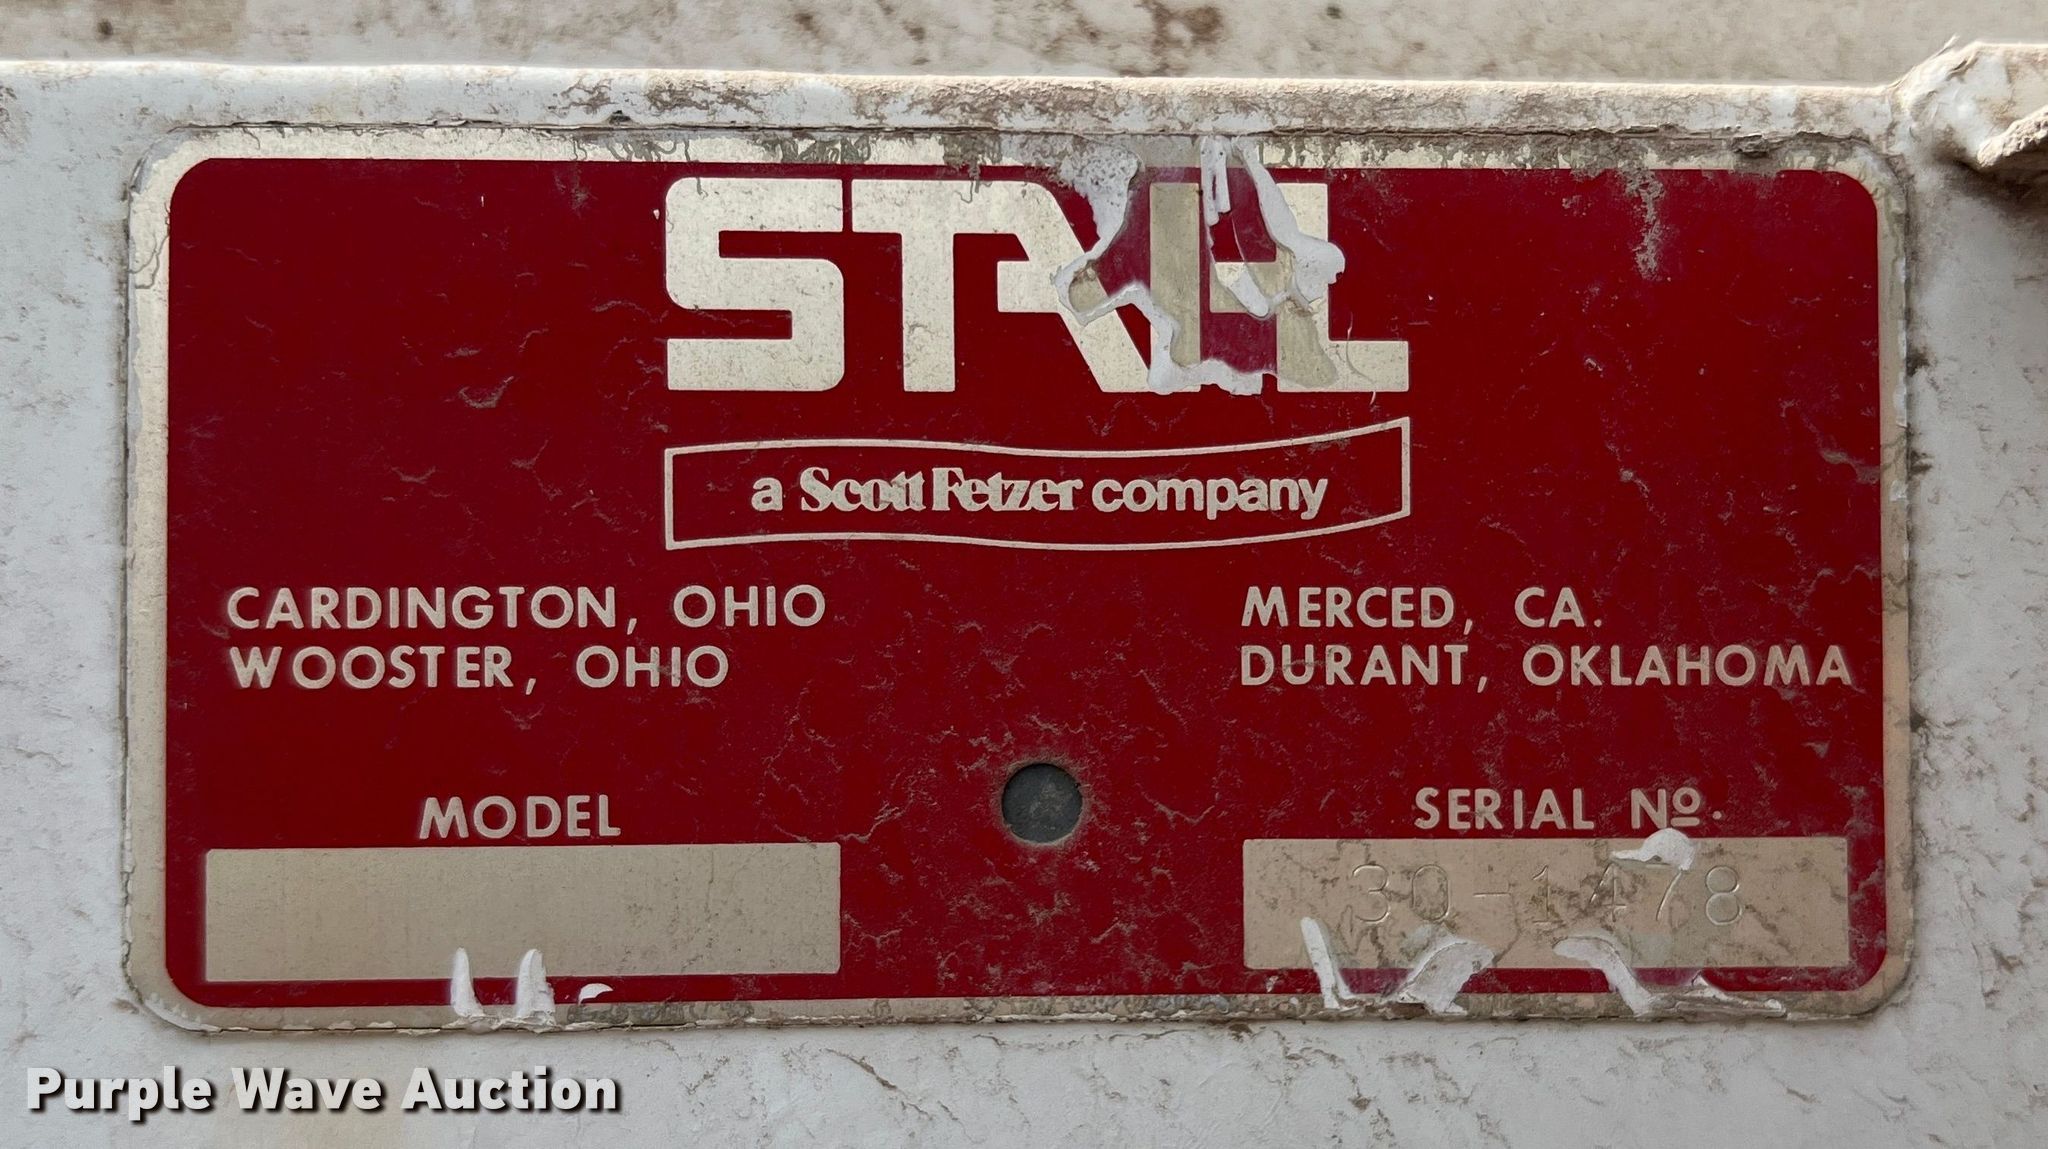 STAHL
a Scott Fetzer company
CARDINGTON, OHIO
WOOSTER, OHIO
MERCED, CA.
DURANT, OKLAHOMA
MODEL
SERIAL Nº.
30-1478
Purple Wave Auction